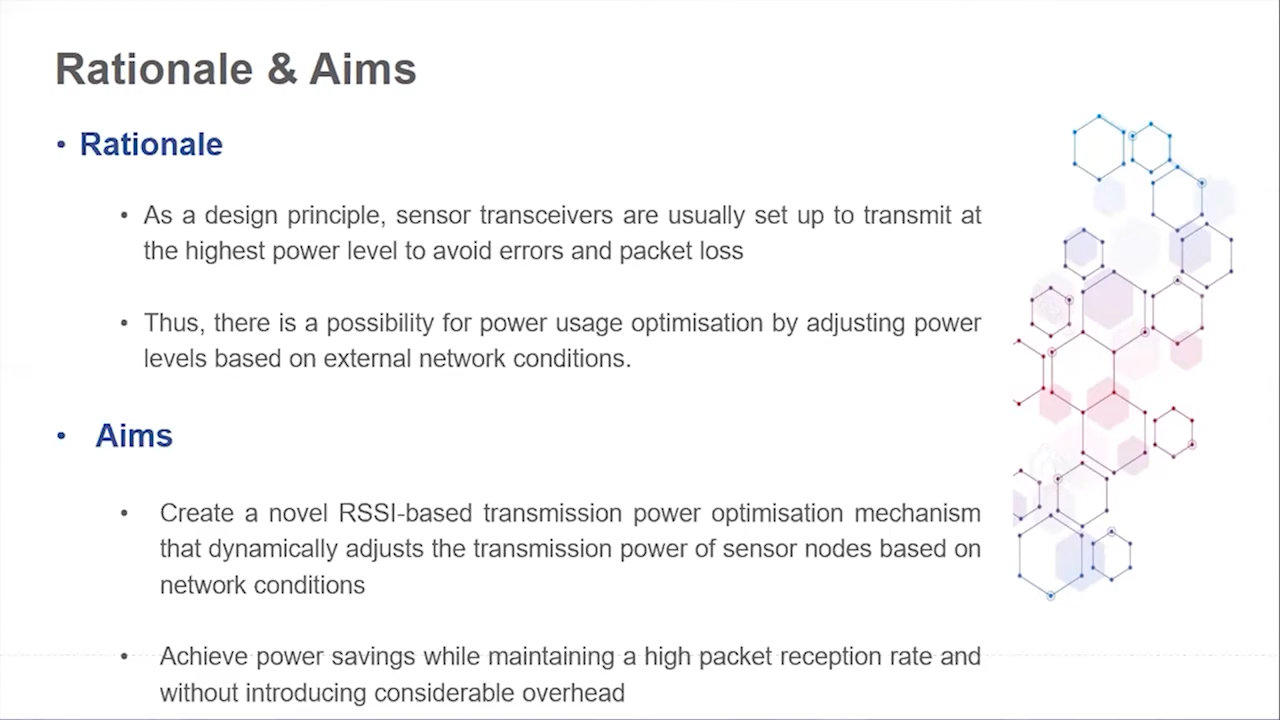 Rationale & Aims
• Rationale
• As a design principle, sensor transceivers are usually set up to transmit at
the highest power level to avoid errors and packet loss
• Thus, there is a possibility for power usage optimisation by adjusting power
levels based on external network conditions.
• Aims
• Create a novel RSSI-based transmission power optimisation mechanism
that dynamically adjusts the transmission power of sensor nodes based on
network conditions
• Achieve power savings while maintaining a high packet reception rate and
without introducing considerable overhead